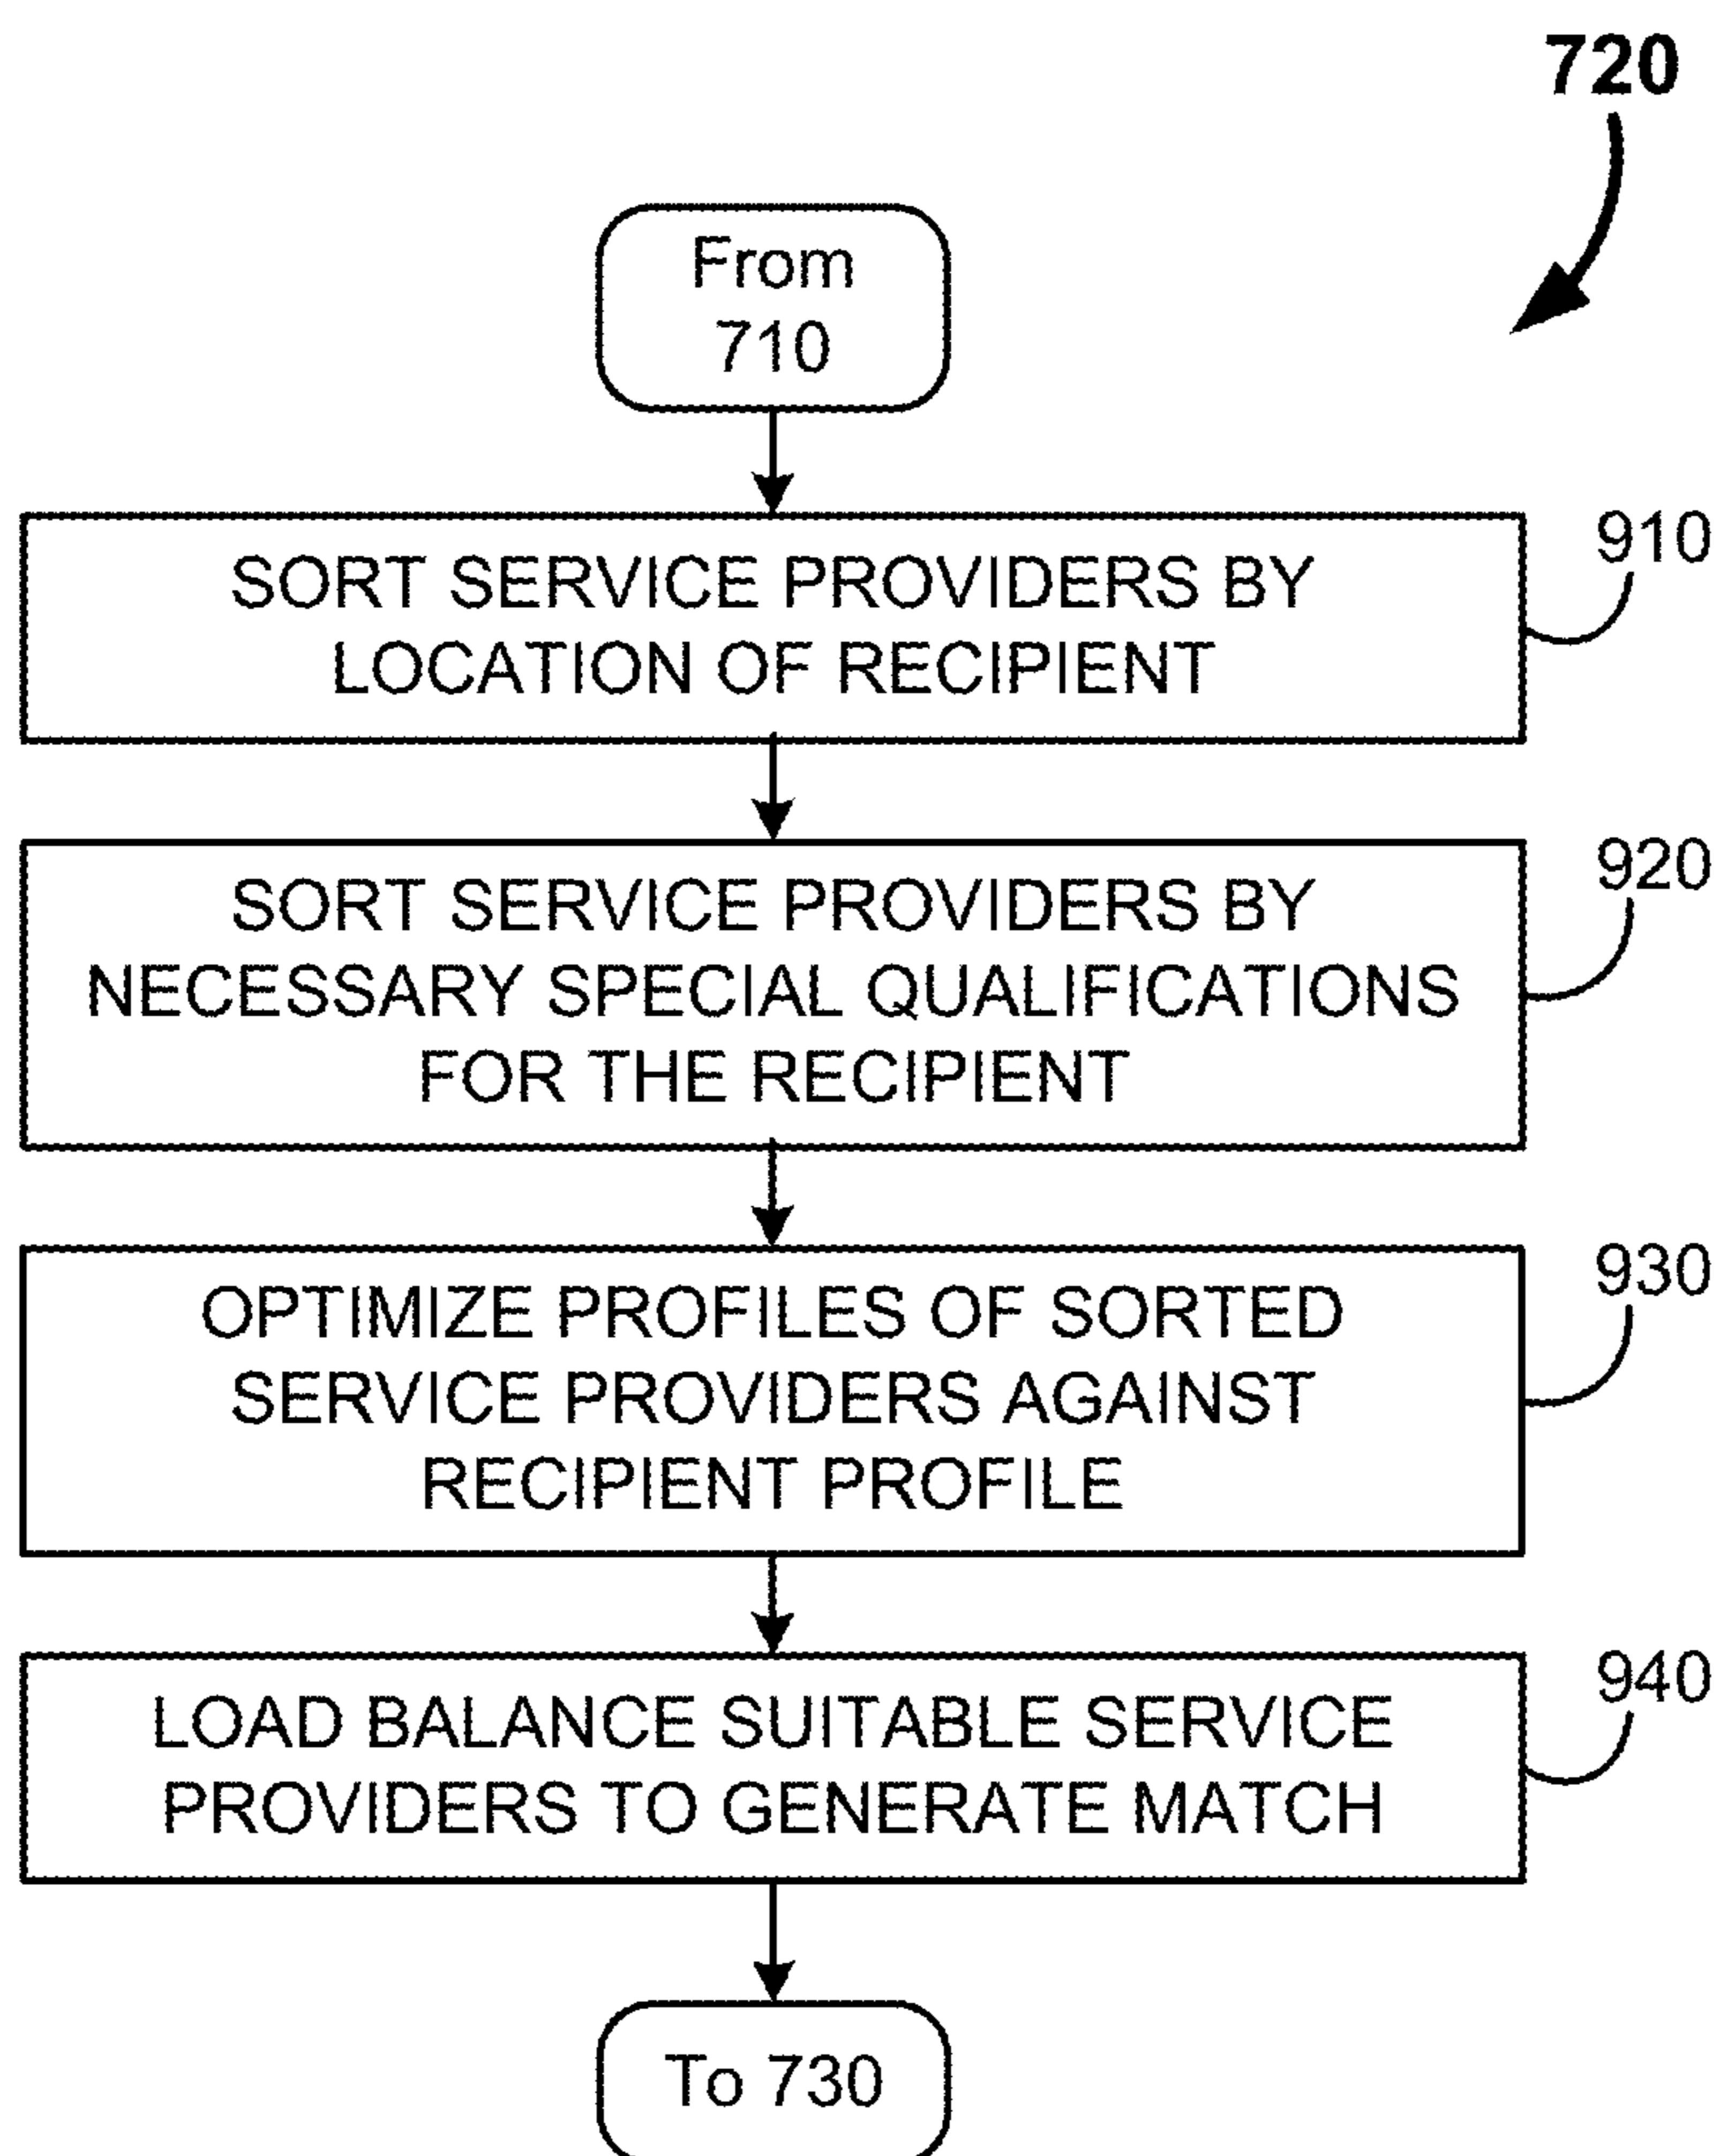 720
From
710
910
SORT SERVICE PROVIDERS BY
LOCATION OF RECIPIENT
920
SORT SERVICE PROVIDERS BY
NECESSARY SPECIAL QUALIFICATIONS
FOR THE RECIPIENT
930
OPTIMIZE PROFILES OF SORTED
SERVICE PROVIDERS AGAINST
RECIPIENT PROFILE
940
LOAD BALANCE SUITABLE SERVICE
PROVIDERS TO GENERATE MATCH
To 730